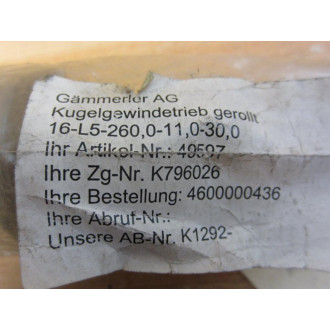 Gämmerler AG
Kugelgewindetrieb gerollt
16-L5-260,0-11,0-30,0
Ihr Artikel-Nr.: 49597
Ihre Zg-Nr. K796026
Ihre Bestellung: 4600000436
Ihre Abruf-Nr.:
Unsere AB-Nr. K1292-